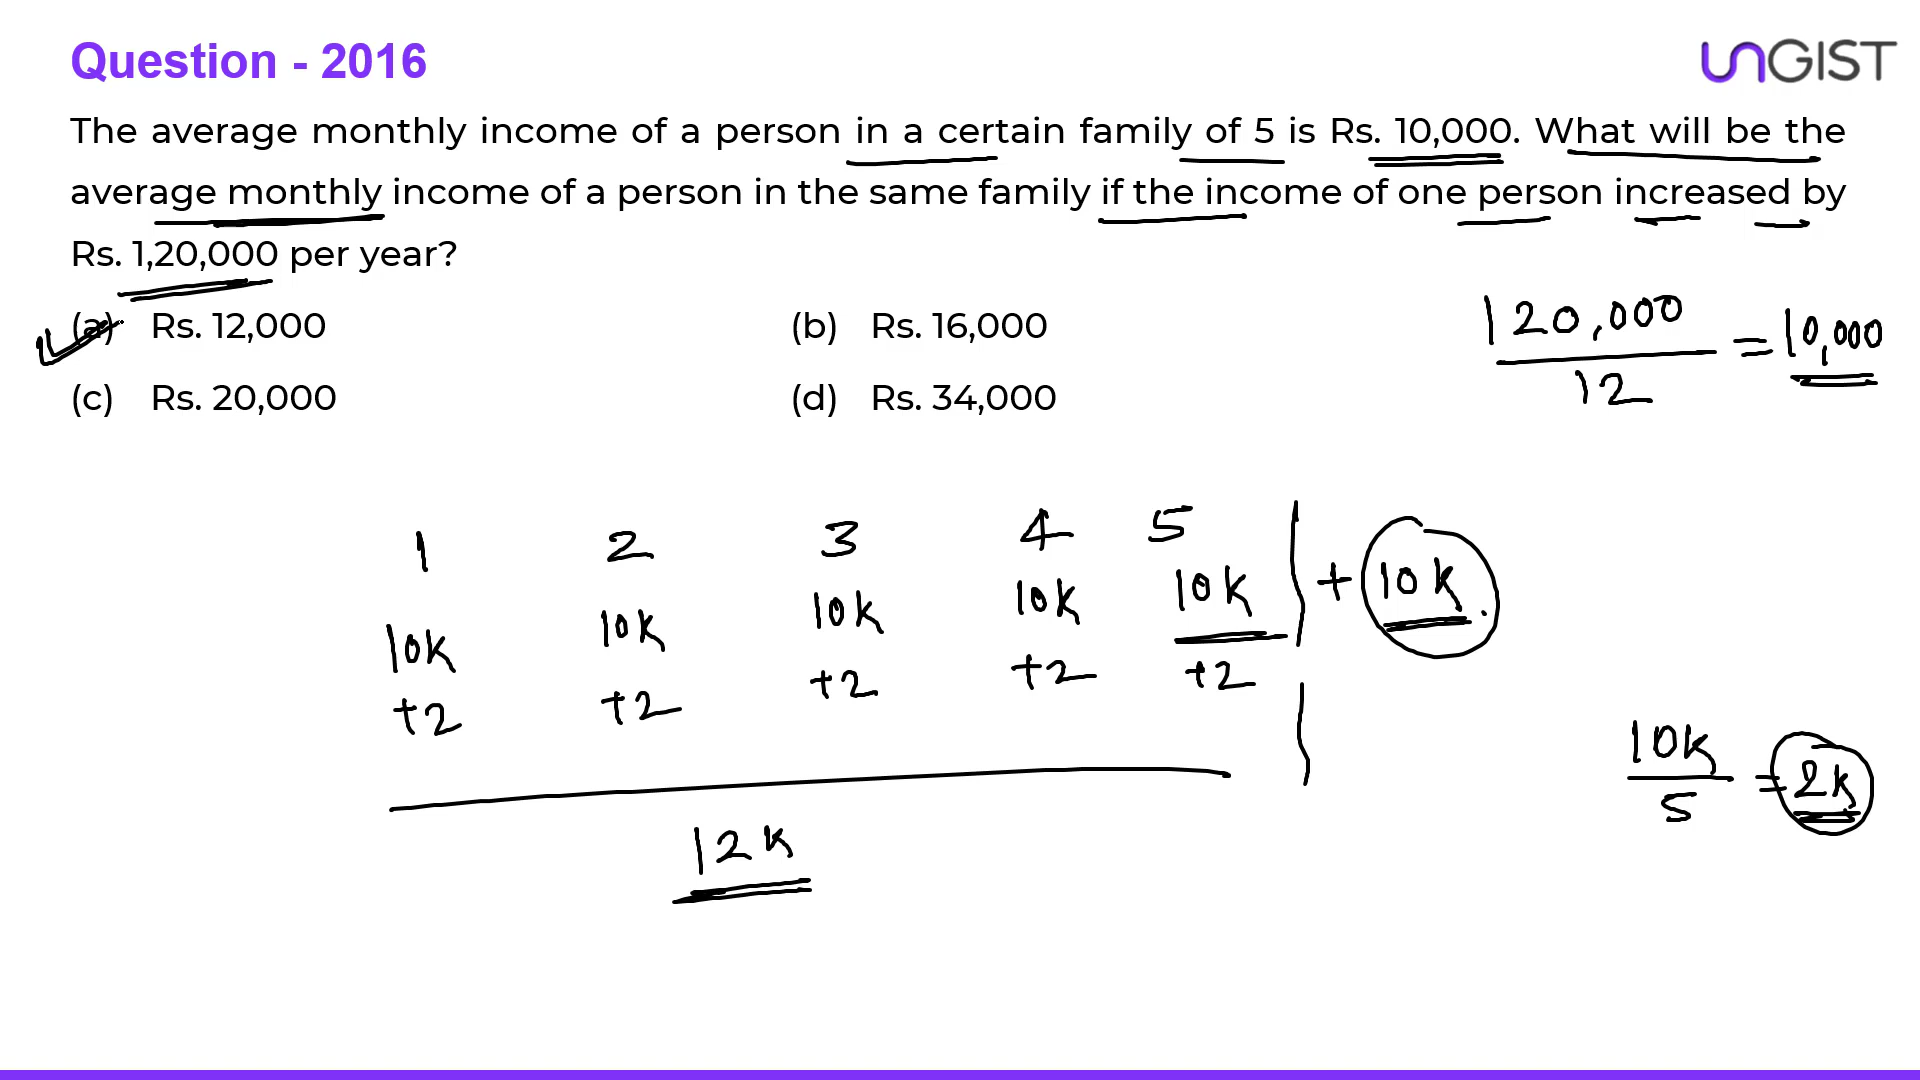 Question - 2016
UNGIST
The average monthly income of a person in a certain family of 5 is Rs. 10,000. What will be the
average monthly income of a person in the same family if the income of one person increased by
Rs. 1,20,000 per year?
(a) Rs. 12,000
(b) Rs. 16,000
(c) Rs. 20,000
(d) Rs. 34,000
120,000
12
= 10,000
1 2 3 4 5
10k 10k 10k 10k 10k + 10k
+2 +2 +2 +2 +2
12k
10k
5
= 2k